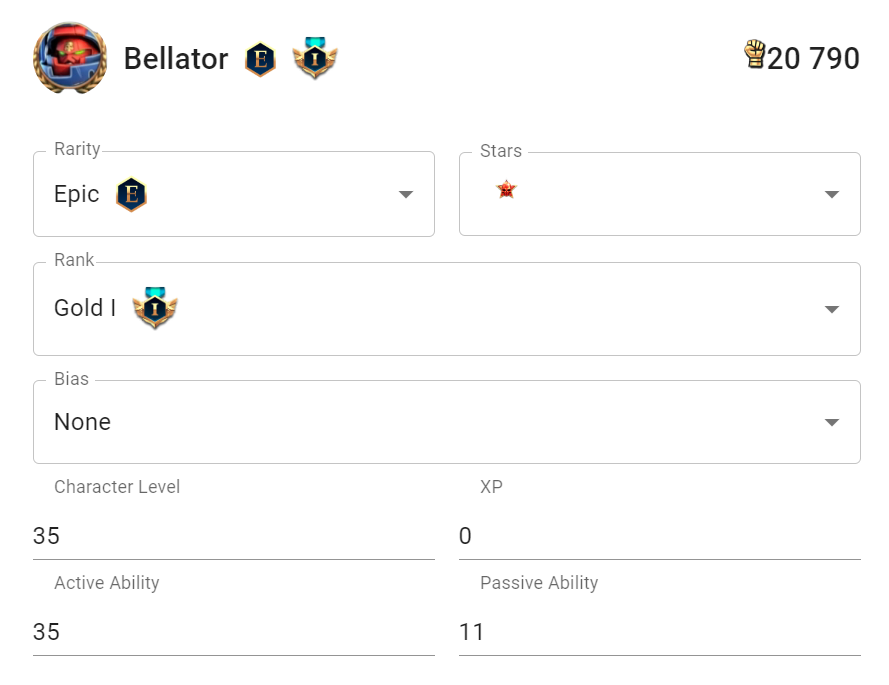 Bellator E I 20 790
Rarity Stars
Epic E
Rank
Gold I I
Bias
None
Character Level XP
35 0
Active Ability Passive Ability
35 11